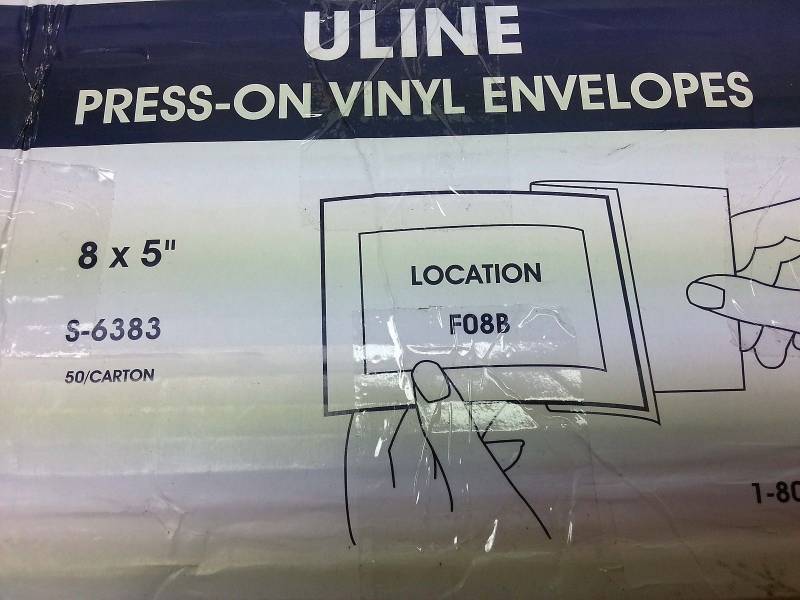 ULINE
PRESS-ON VINYL ENVELOPES
8 x 5"
S-6383
50/CARTON
LOCATION
F08B
1-80